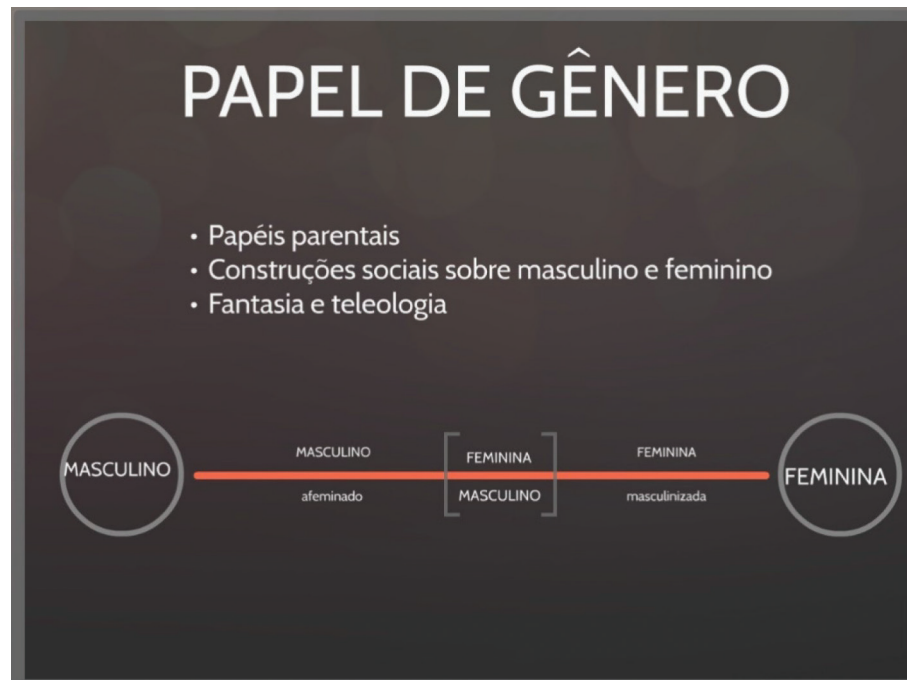 PAPEL DE GÊNERO
• Papéis parentais
• Construções sociais sobre masculino e feminino
• Fantasia e teleologia
MASCULINO
MASCULINO
afeminado
FEMININA
MASCULINO
FEMININA
masculinizada
FEMININA